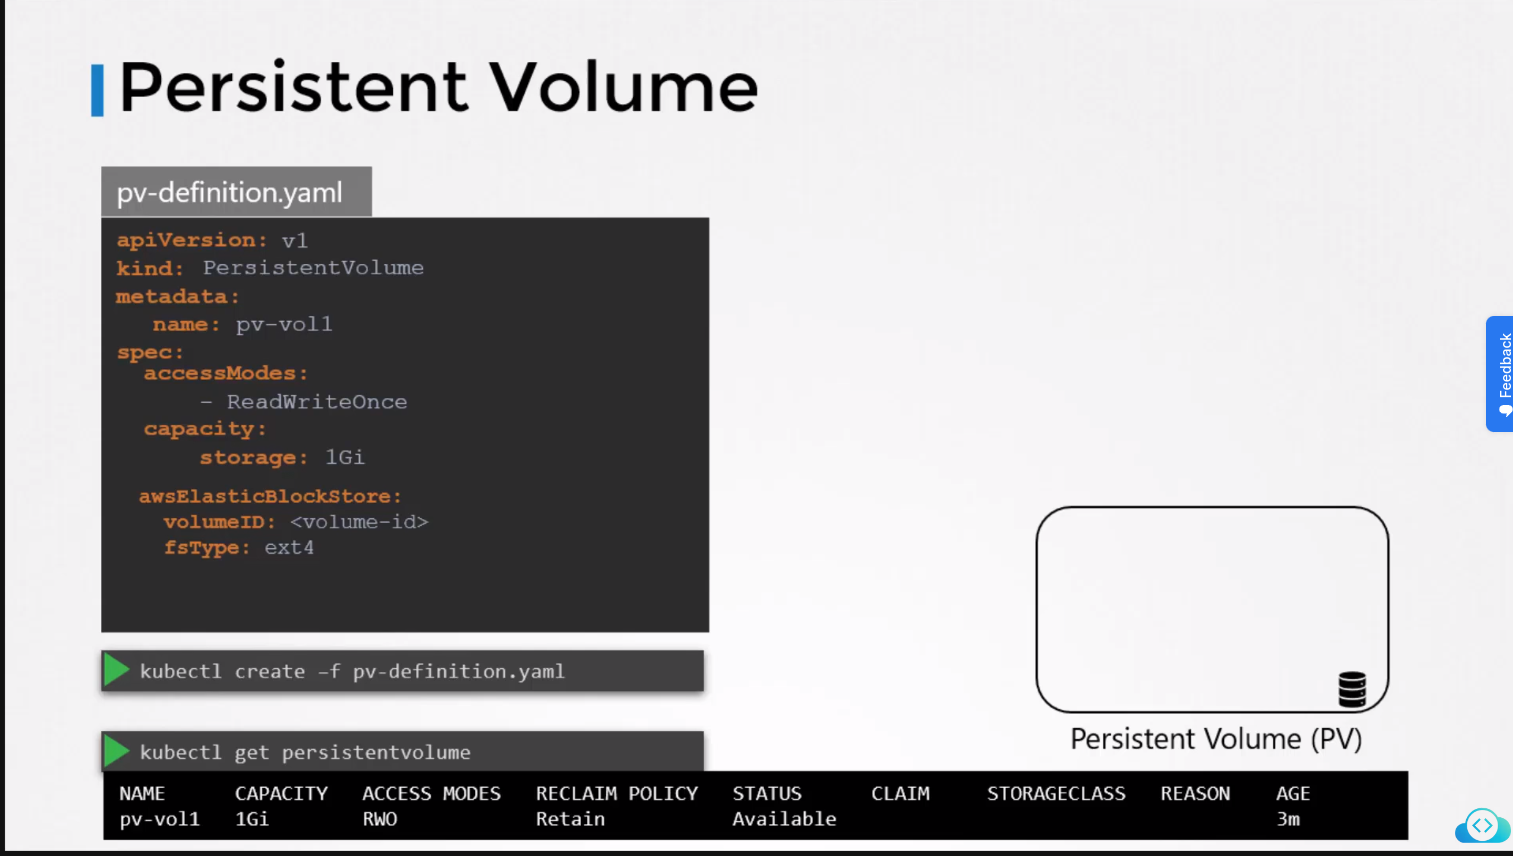 Persistent Volume
pv-definition.yaml
apiVersion: v1
kind: PersistentVolume
metadata:
name: pv-vol1
spec:
accessModes:
- ReadWriteOnce
capacity:
storage: 1Gi
awsElasticBlockStore:
volumeID: <volume-id>
fsType: ext4
kubectl create –f pv-definition.yaml
kubectl get persistentvolume
NAME CAPACITY ACCESS MODES RECLAIM POLICY STATUS CLAIM STORAGECLASS REASON AGE
pv-vol1 1Gi RWO Retain Available 3m
Persistent Volume (PV)
Feedback